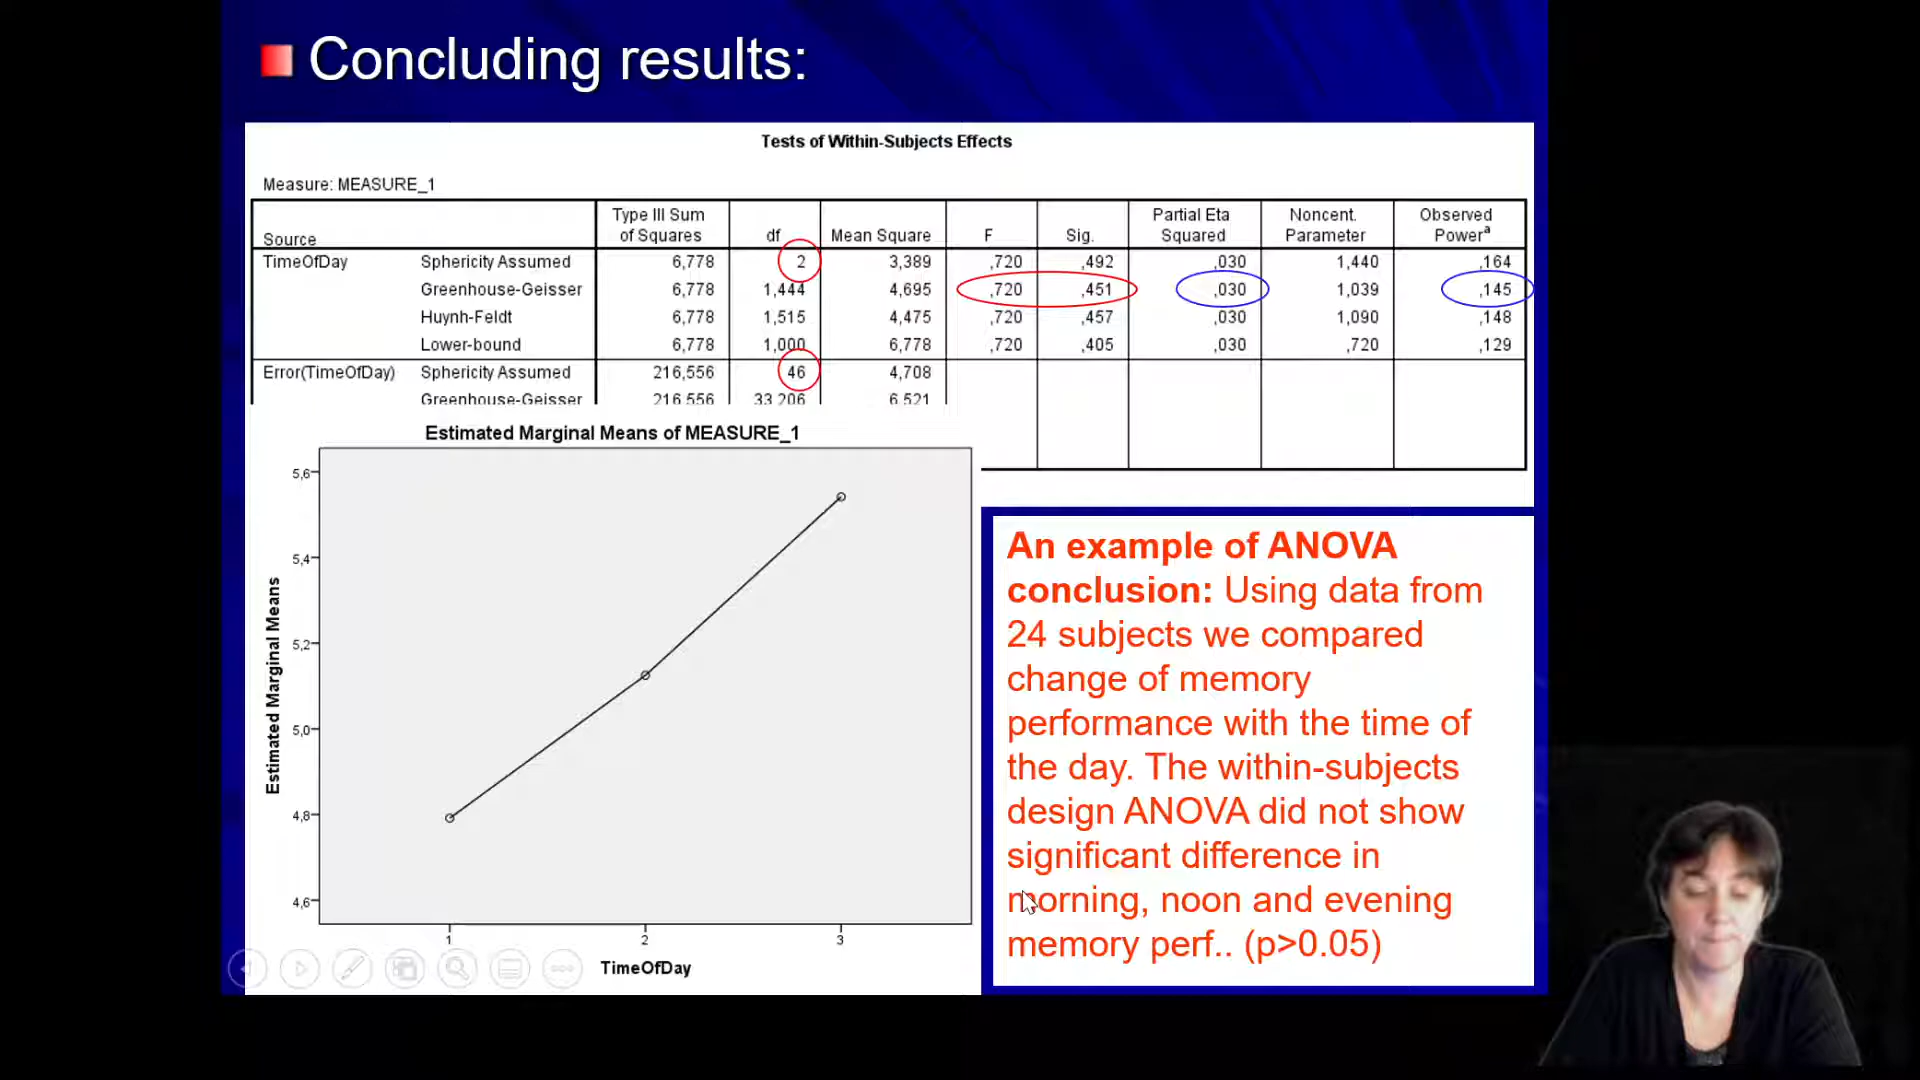 Concluding results:
Tests of Within-Subjects Effects
Measure: MEASURE_1
Source Type III Sum of Squares df Mean Square F Sig. Partial Eta Squared Noncent. Parameter Observed Powerª
TimeOfDay Sphericity Assumed 6,778 2 3,389 ,720 ,492 ,030 1,440 ,164
Greenhouse-Geisser 6,778 1,444 4,695 ,720 ,451 ,030 1,039 ,145
Huynh-Feldt 6,778 1,515 4,475 ,720 ,457 ,030 1,090 ,148
Lower-bound 6,778 1,000 6,778 ,720 ,405 ,030 ,720 ,129
Error(TimeOfDay) Sphericity Assumed 216,556 46 4,708
Greenhouse-Geisser 216,556 33,206 6,521
Estimated Marginal Means of MEASURE_1
Estimated Marginal Means
5,6
5,4
5,2
5,0
4,8
4,6
1 2 3
TimeOfDay
An example of ANOVA
conclusion: Using data from
24 subjects we compared
change of memory
performance with the time of
the day. The within-subjects
design ANOVA did not show
significant difference in
morning, noon and evening
memory perf.. (p>0.05)